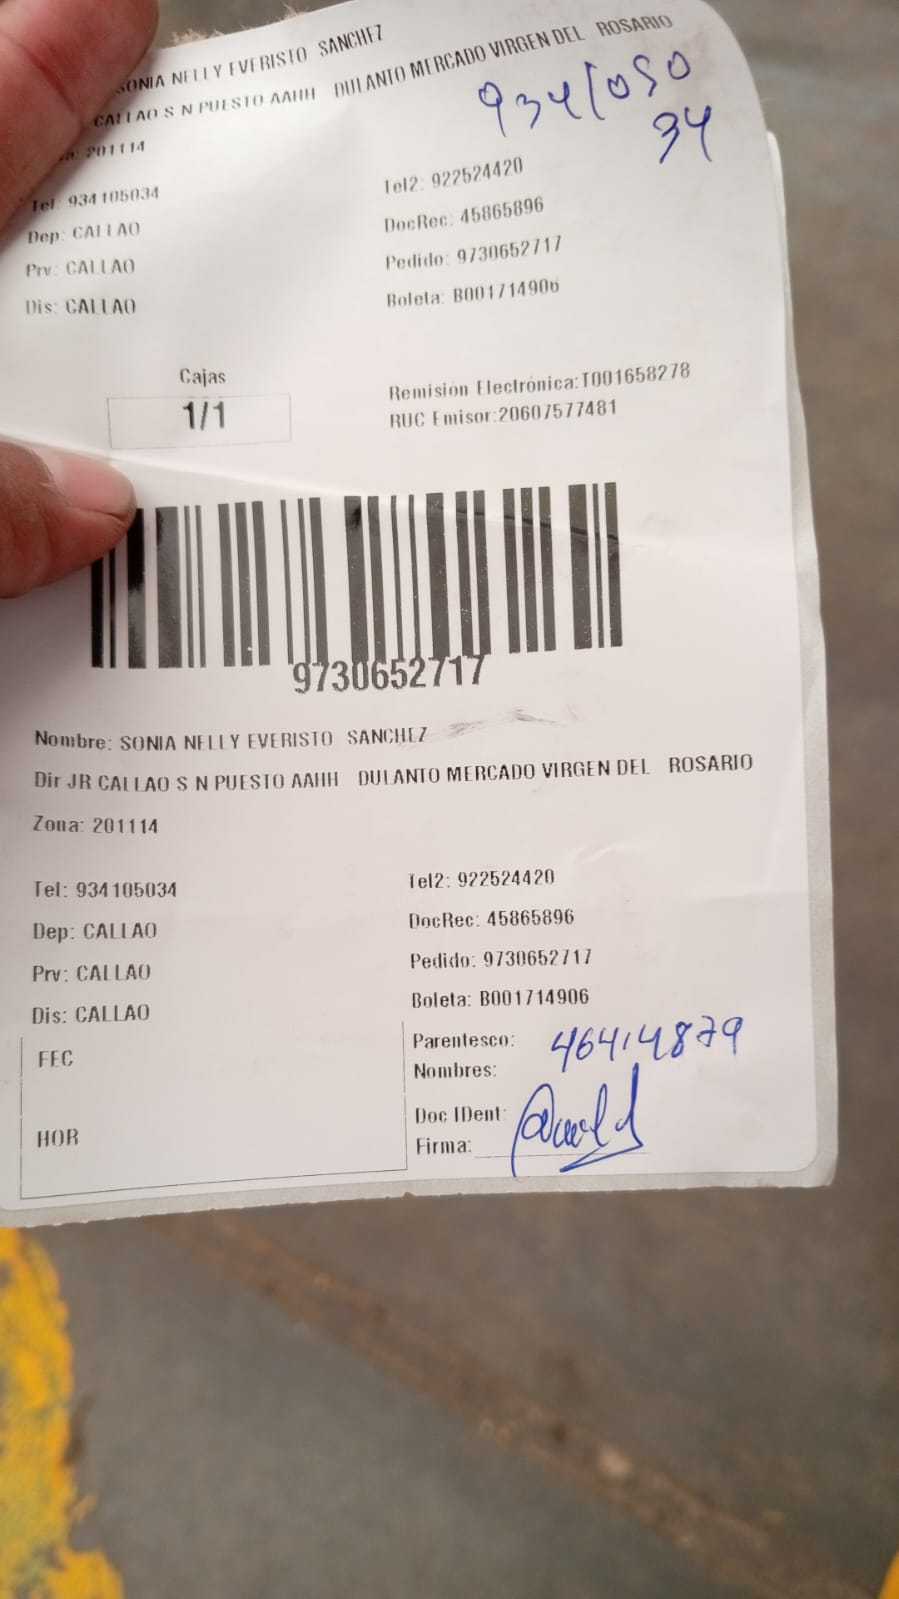 SONIA NELLY EVERISTO SANCHEZ
CALLAO S N PUESTO AAHH DULANTO MERCADO VIRGEN DEL ROSARIO
934105034
201114
Tel: 934105034 Tel2: 922524420
Dep: CALLAO DocRec: 45865896
Prv: CALLAO Pedido: 9730652717
Dis: CALLAO Boleta: B001714906
Cajas
1/1
Remisión Electrónica:T001658278
RUC Emisor:20607577481
9730652717
Nombre: SONIA NELLY EVERISTO SANCHEZ
Dir JR CALLAO S N PUESTO AAHH DULANTO MERCADO VIRGEN DEL ROSARIO
Zona: 201114
Tel: 934105034 Tel2: 922524420
Dep: CALLAO DocRec: 45865896
Prv: CALLAO Pedido: 9730652717
Dis: CALLAO Boleta: B001714906
FEC
HOR
Parentesco: 46414879
Nombres:
Doc IDent:
Firma: